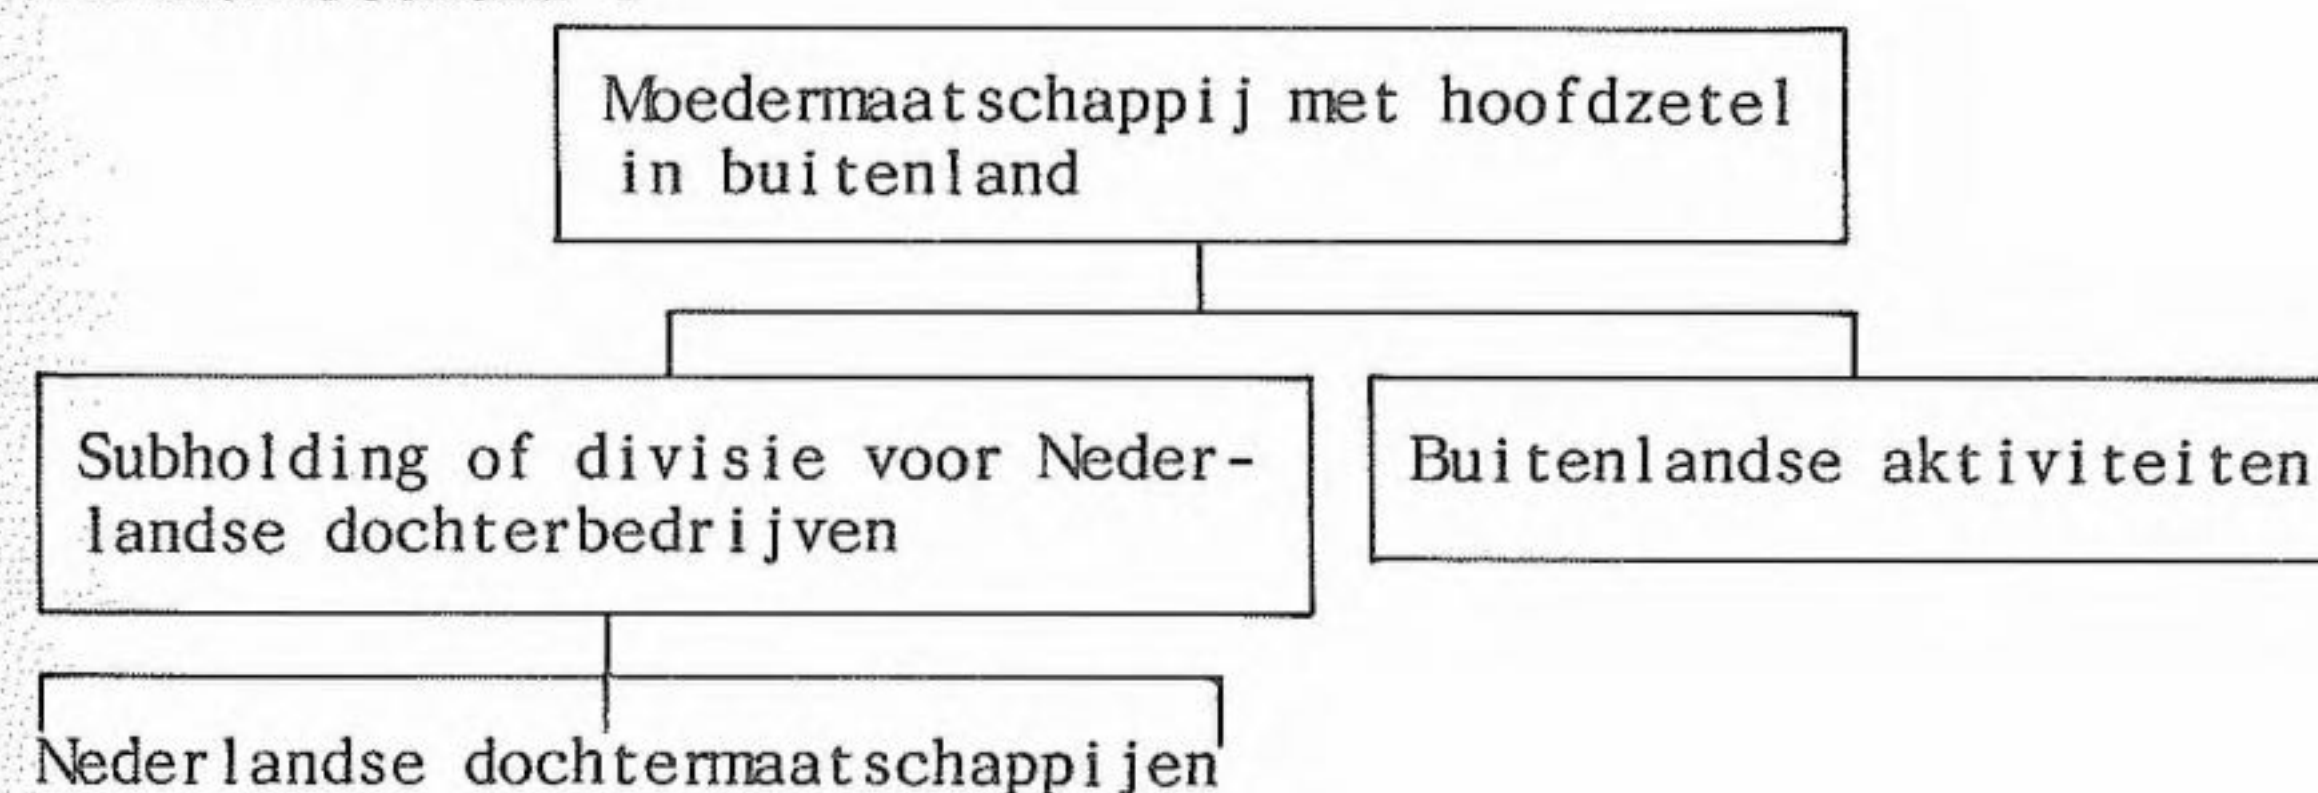 Moedermaatschappij met hoofdzetel
in buitenland
Subholding of divisie voor Neder-
landse dochterbedrijven
Buitenlandse aktiviteiten
Nederlandse dochtermaatschappijen